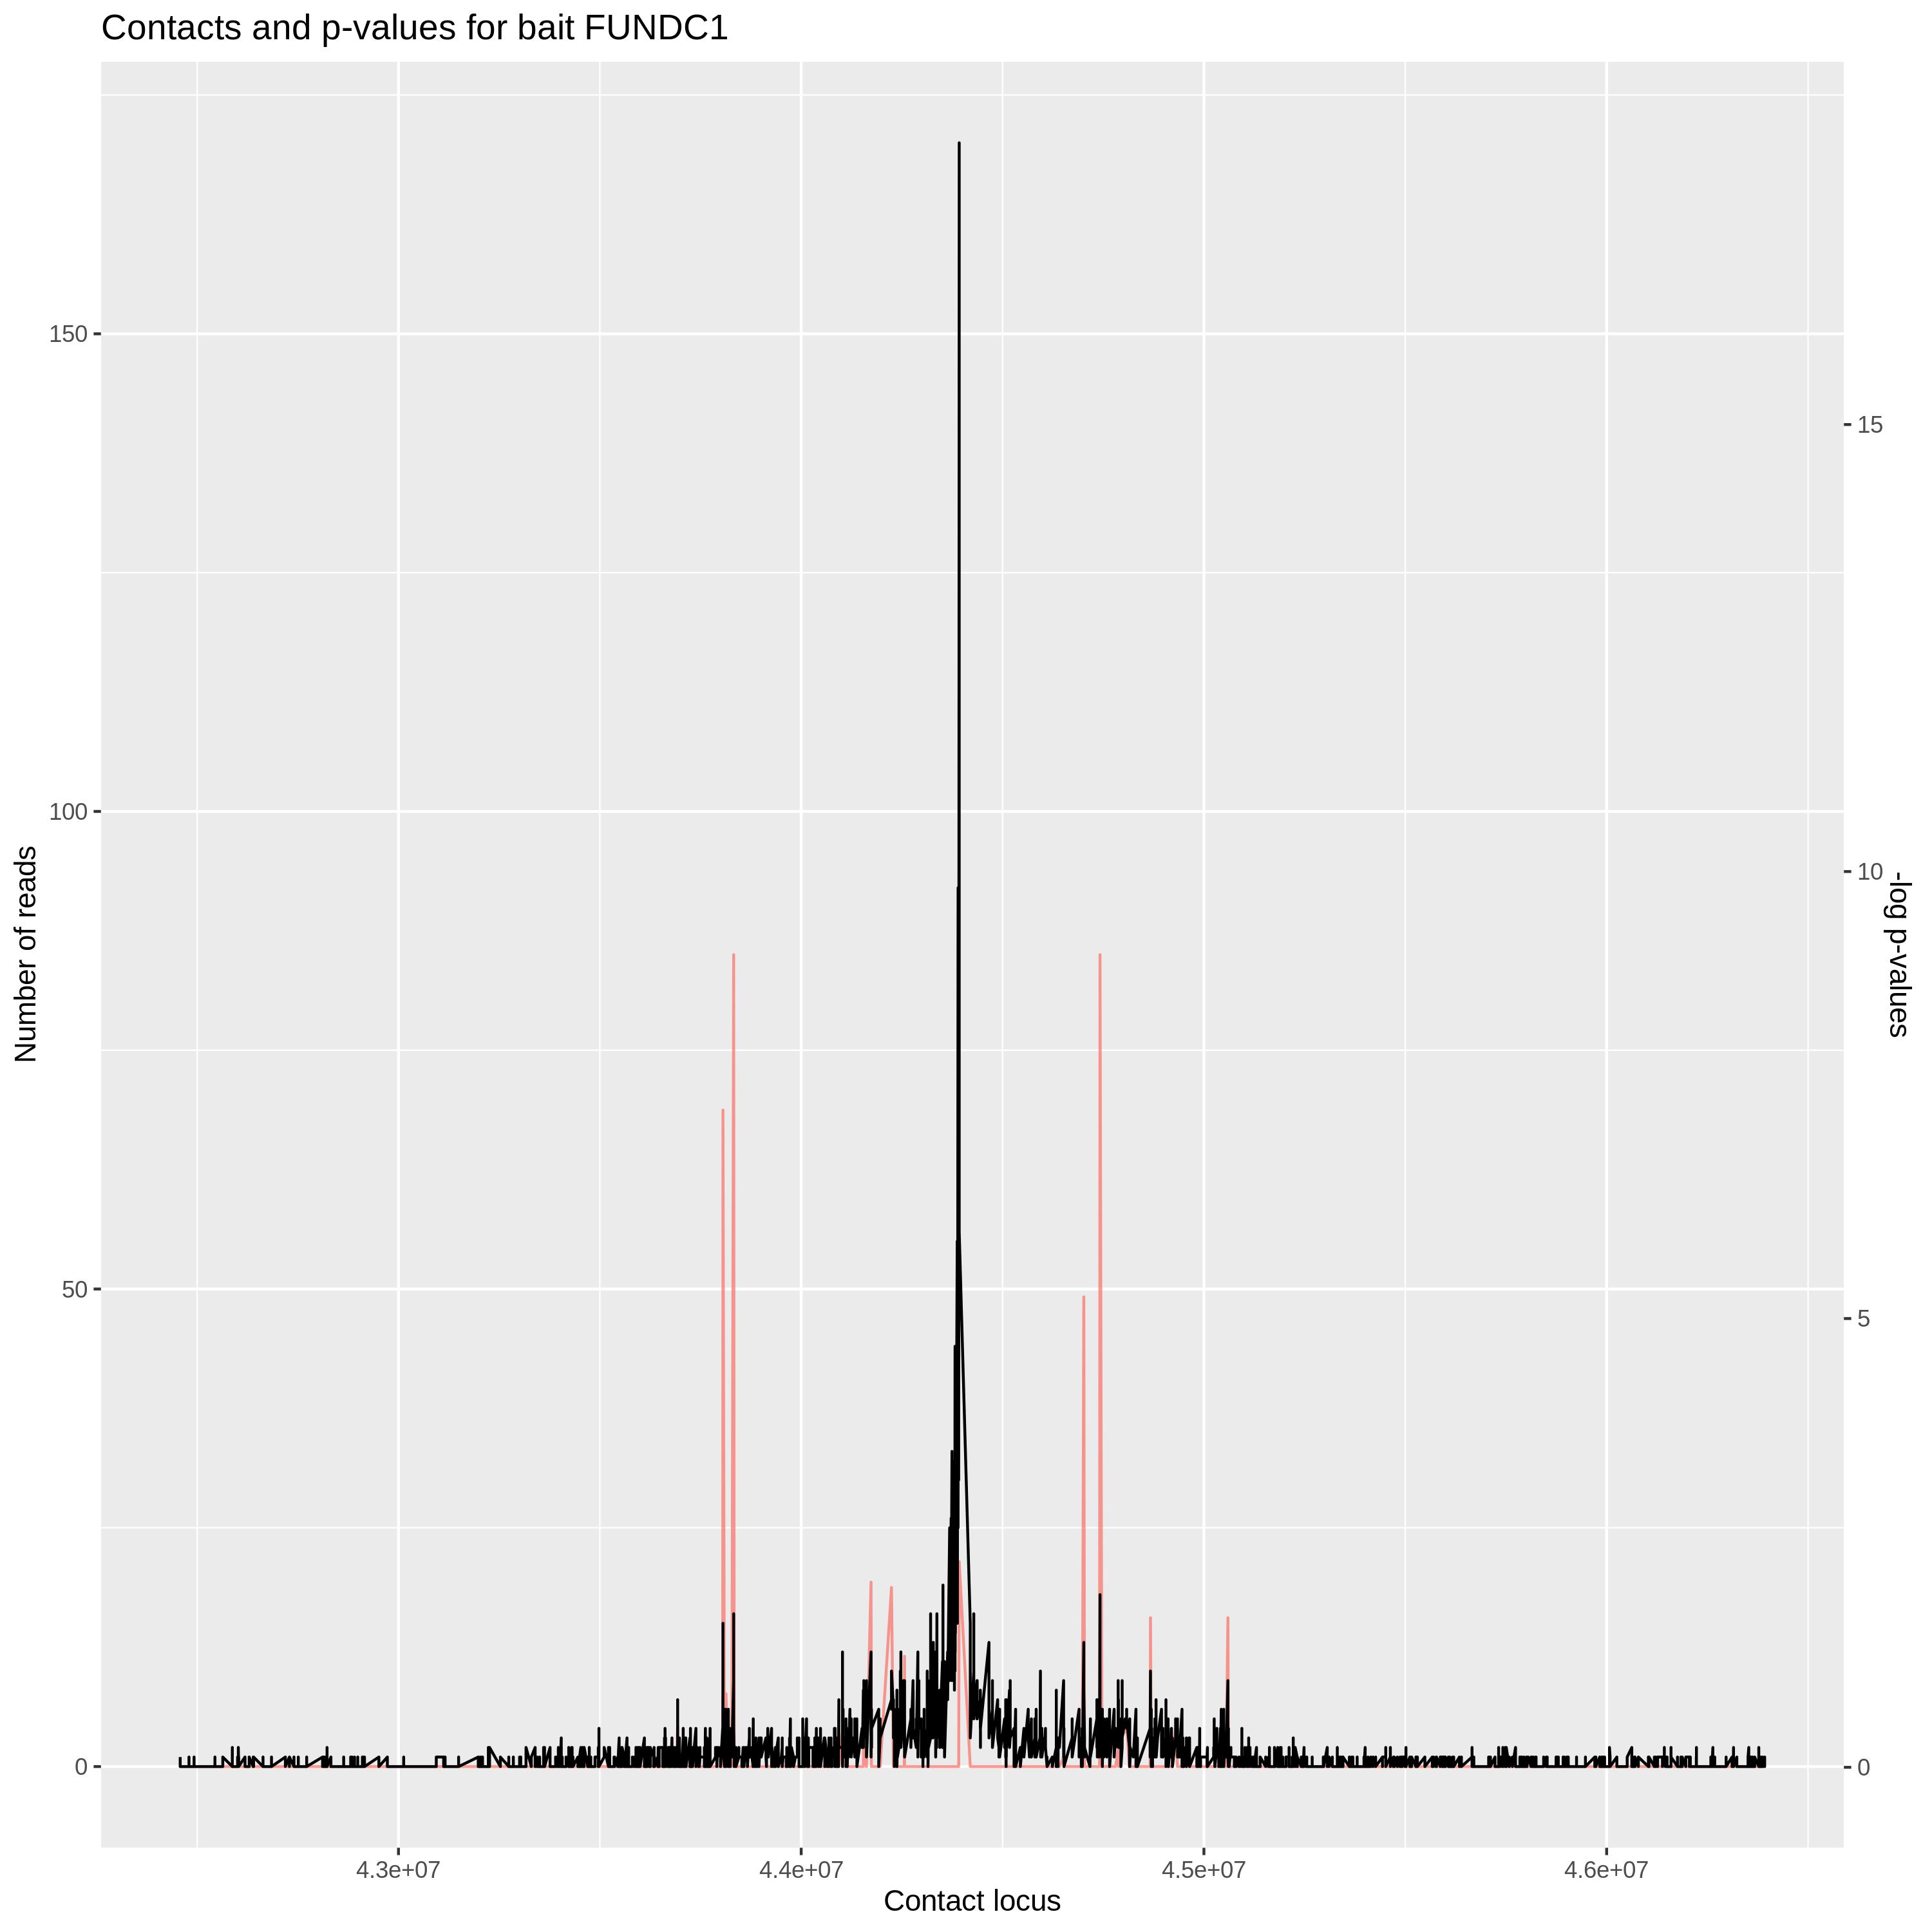 Contacts and p-values for bait FUNDC1
150
100
50
0
Number of reads
15
10
5
0
-log p-values
4.3e+07
4.4e+07
4.5e+07
4.6e+07
Contact locus